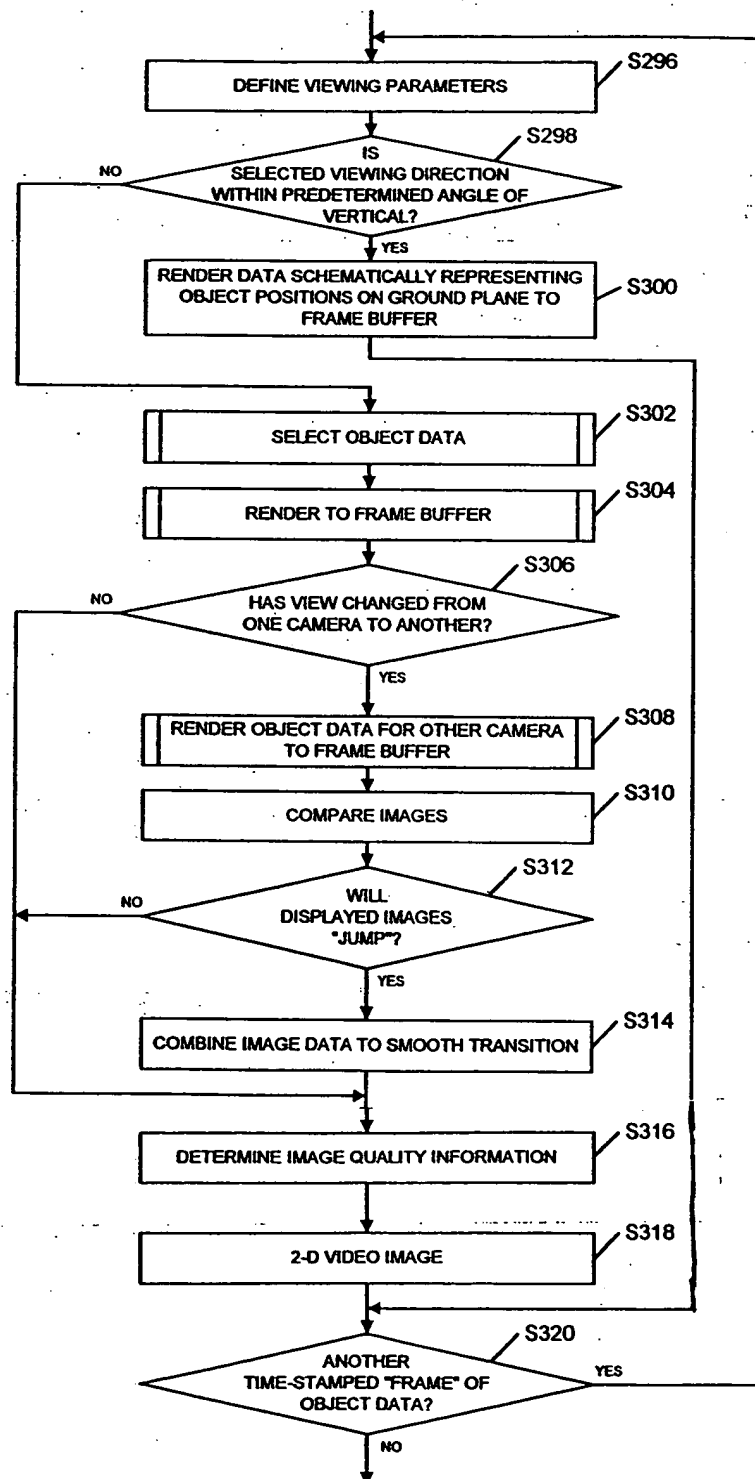 S296
DEFINE VIEWING PARAMETERS
S298
IS
SELECTED VIEWING DIRECTION
WITHIN PREDETERMINED ANGLE OF
VERTICAL?
NO
YES
RENDER DATA SCHEMATICALLY REPRESENTING
OBJECT POSITIONS ON GROUND PLANE TO
FRAME BUFFER
S300
S302
SELECT OBJECT DATA
S304
RENDER TO FRAME BUFFER
S306
NO
HAS VIEW CHANGED FROM
ONE CAMERA TO ANOTHER?
YES
S308
RENDER OBJECT DATA FOR OTHER CAMERA
TO FRAME BUFFER
S310
COMPARE IMAGES
S312
NO
WILL
DISPLAYED IMAGES
"JUMP"?
YES
S314
COMBINE IMAGE DATA TO SMOOTH TRANSITION
S316
DETERMINE IMAGE QUALITY INFORMATION
S318
2-D VIDEO IMAGE
S320
ANOTHER
TIME-STAMPED "FRAME" OF
OBJECT DATA?
YES
NO